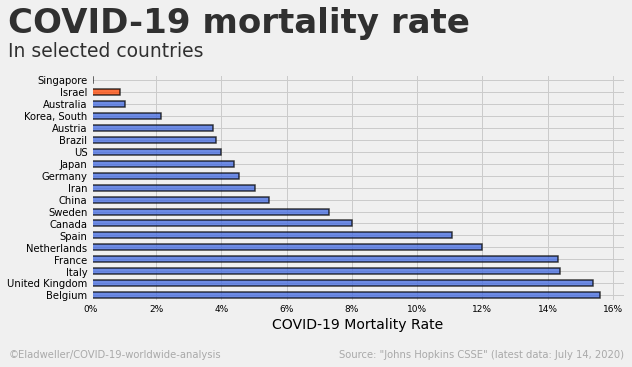 COVID-19 mortality rate
In selected countries
Singapore
Israel
Australia
Korea, South
Austria
Brazil
US
Japan
Germany
Iran
China
Sweden
Canada
Spain
Netherlands
France
Italy
United Kingdom
Belgium
0% 2% 4% 6% 8% 10% 12% 14% 16%
COVID-19 Mortality Rate
©Eladweller/COVID-19-worldwide-analysis Source: "Johns Hopkins CSSE" (latest data: July 14, 2020)